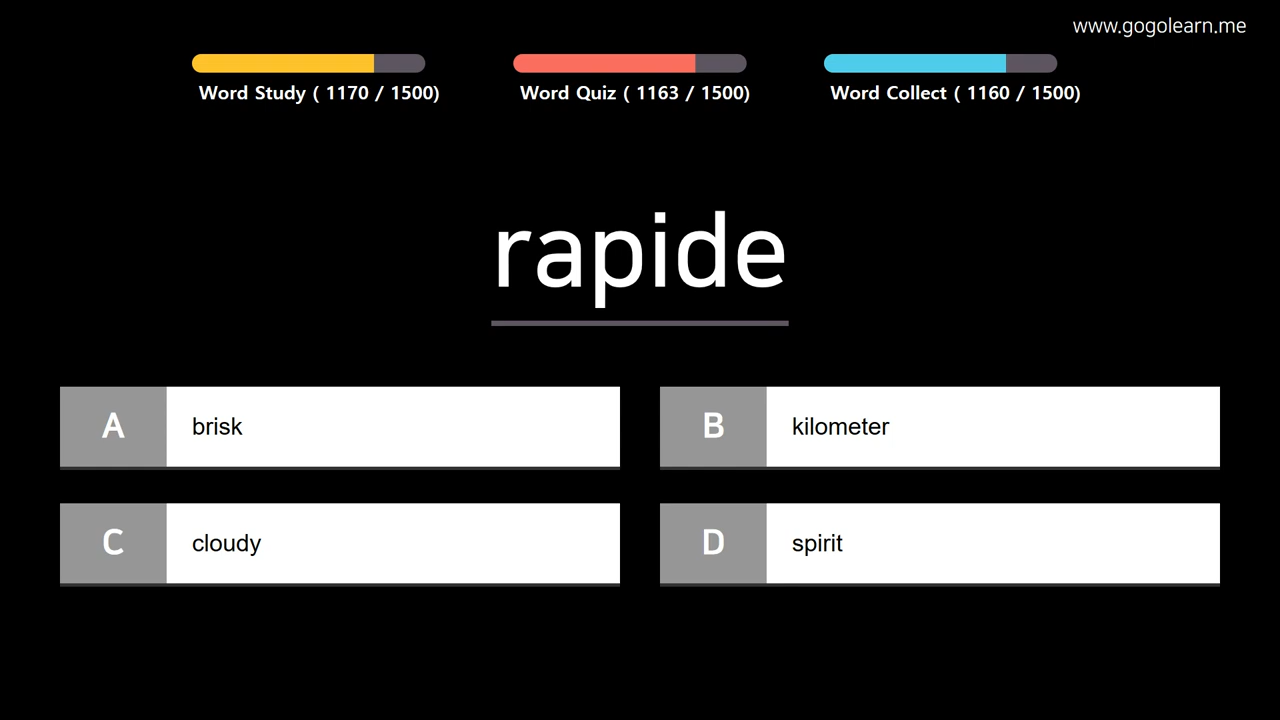 www.gogolearn.me
Word Study ( 1170 / 1500)
Word Quiz ( 1163 / 1500)
Word Collect ( 1160 / 1500)
rapide
A brisk
B kilometer
C cloudy
D spirit